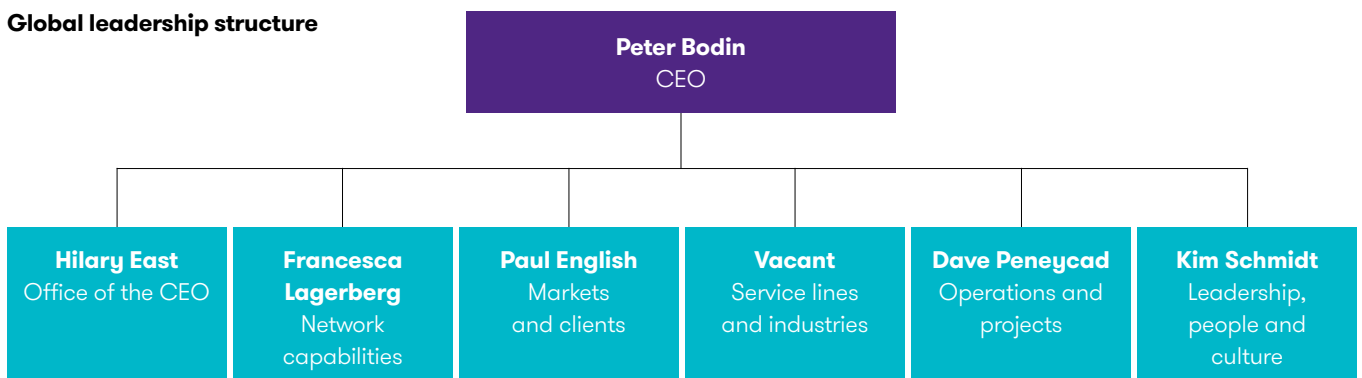 Global leadership structure
Peter Bodin
CEO
Hilary East
Office of the CEO
Francesca
Lagerberg
Network
capabilities
Paul English
Markets
and clients
Vacant
Service lines
and industries
Dave Peneycad
Operations and
projects
Kim Schmidt
Leadership,
people and
culture